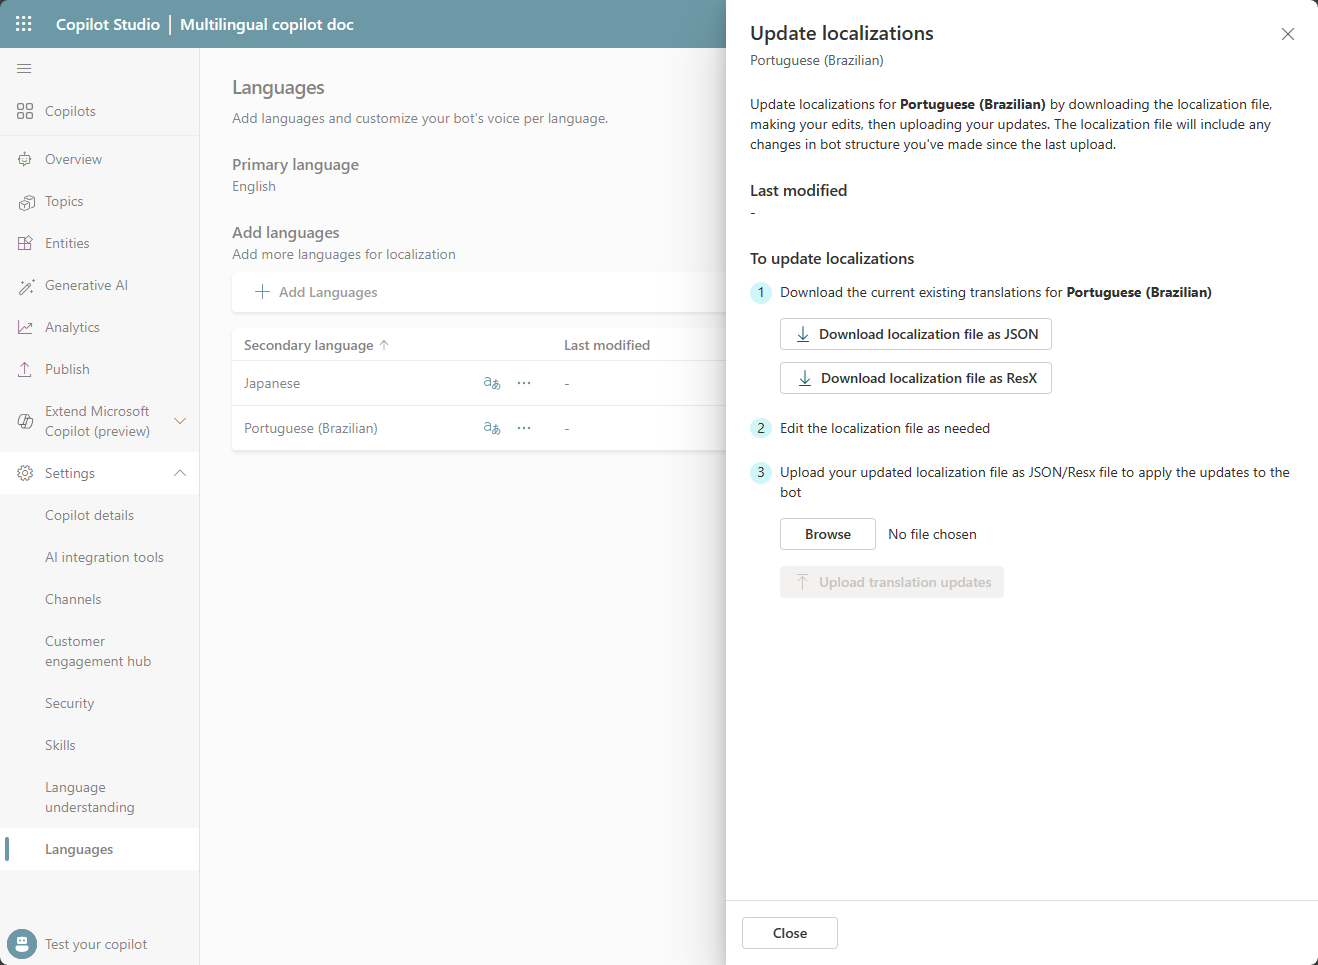 Copilot Studio | Multilingual copilot doc
Copilots
Overview
Topics
Entities
Generative AI
Analytics
Publish
Extend Microsoft
Copilot (preview)
Settings
Copilot details
AI integration tools
Channels
Customer
engagement hub
Security
Skills
Language
understanding
Languages
Test your copilot
Languages
Add languages and customize your bot's voice per language.
Primary language
English
Add languages
Add more languages for localization
Add Languages
Secondary language Last modified
Japanese aあ ... -
Portuguese (Brazilian) aあ ... -
Update localizations
Portuguese (Brazilian)
Update localizations for Portuguese (Brazilian) by downloading the localization file,
making your edits, then uploading your updates. The localization file will include any
changes in bot structure you've made since the last upload.
Last modified
-
To update localizations
1 Download the current existing translations for Portuguese (Brazilian)
Download localization file as JSON
Download localization file as ResX
2 Edit the localization file as needed
3 Upload your updated localization file as JSON/Resx file to apply the updates to the
bot
Browse No file chosen
Upload translation updates
Close